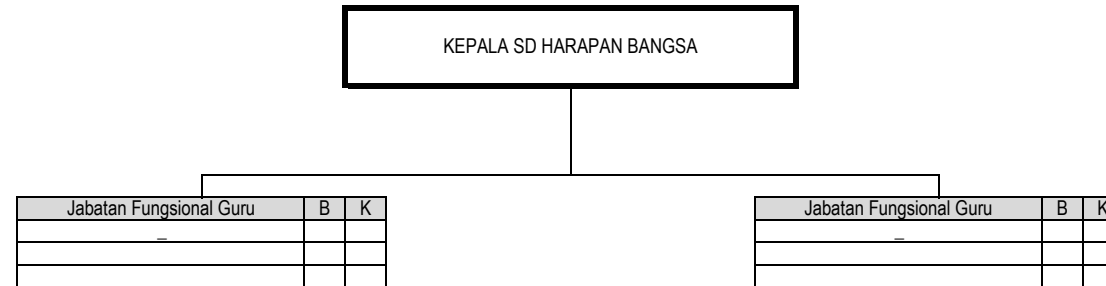 KEPALA SD HARAPAN BANGSA
Jabatan Fungsional Guru B K
_
Jabatan Fungsional Guru B K
_